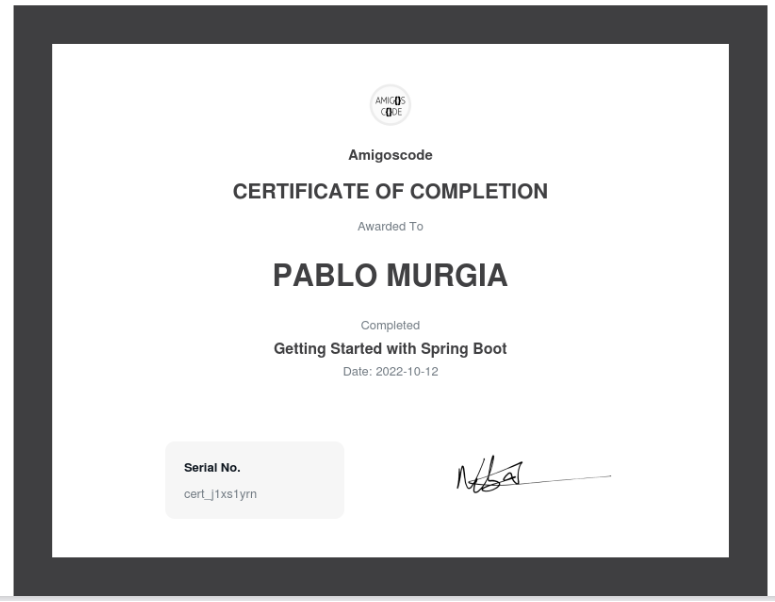 AMIGOS
CODE
Amigoscode
CERTIFICATE OF COMPLETION
Awarded To
PABLO MURGIA
Completed
Getting Started with Spring Boot
Date: 2022-10-12
Serial No.
cert_j1xs1yrn